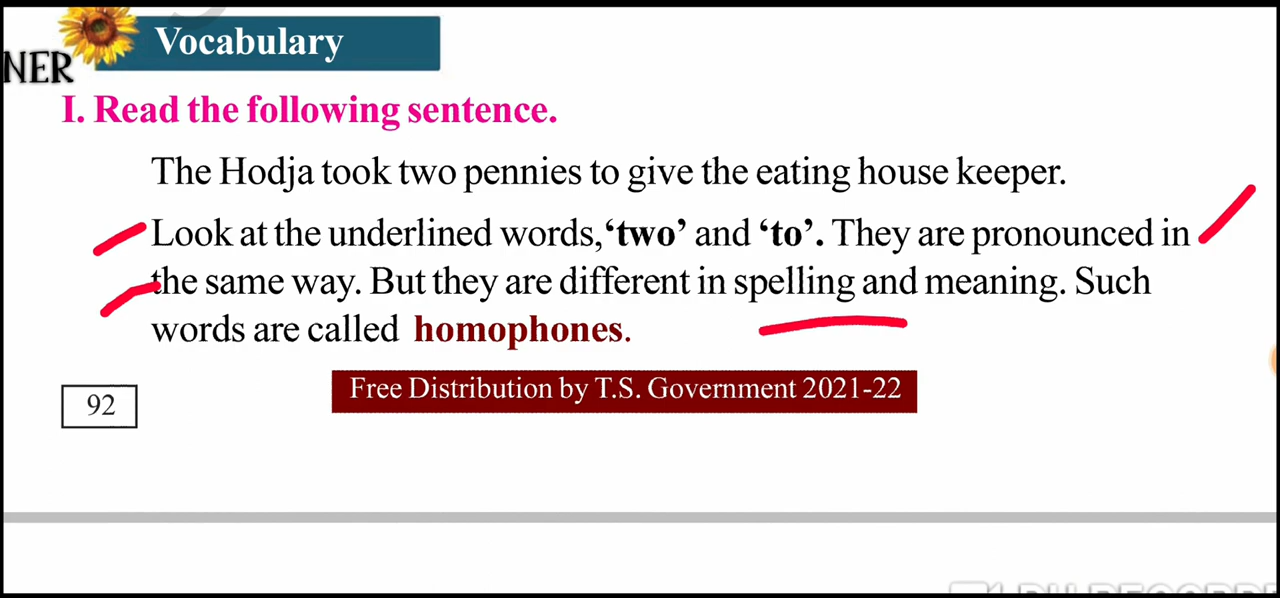 Vocabulary
NER
I. Read the following sentence.
The Hodja took two pennies to give the eating house keeper.
Look at the underlined words,‘two’ and ‘to’. They are pronounced in
the same way. But they are different in spelling and meaning. Such
words are called homophones.
Free Distribution by T.S. Government 2021-22
92